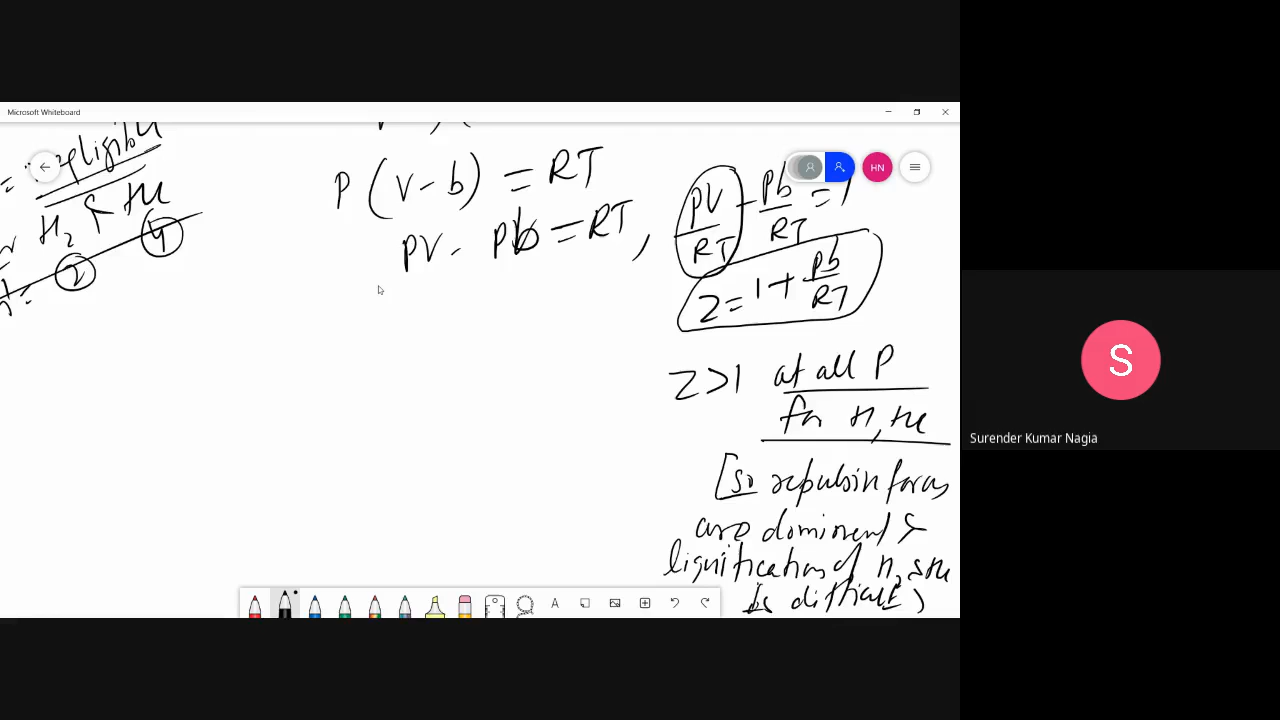 Microsoft Whiteboard
= negligible
H2 & He
2 4
P (V - b) = RT
PV - Pb = RT, PV/RT - Pb/RT = 1
Z = 1 + Pb/RT
Z > 1 at all P
for H, He
[so repulsion forces
are dominent &
liquification of H2 & He
is difficult)
HN
S
Surender Kumar Nagia